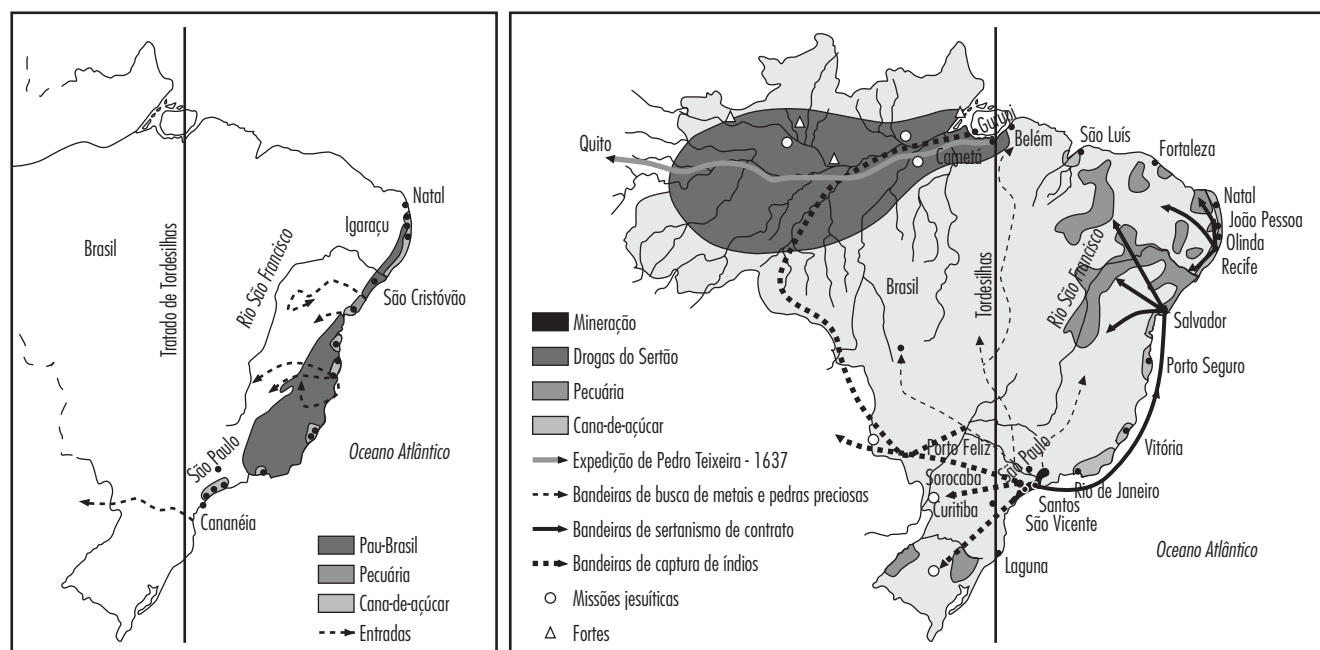 Natal
Igaraçu
Brasil
Tratado de Tordesilhas
Rio São Francisco
São Cristóvão
São Paulo
Oceano Atlântico
Cananéia
Pau-Brasil
Pecuária
Cana-de-açúcar
Entradas
Quito
Gurupi
Belém
Cametá
São Luís
Fortaleza
Natal
João Pessoa
Olinda
Recife
Rio São Francisco
Brasil
Tordesilhas
Salvador
Porto Seguro
Vitória
Porto Feliz
São Paulo
Sorocaba
Rio de Janeiro
Curitiba
Santos
São Vicente
Oceano Atlântico
Laguna
Mineração
Drogas do Sertão
Pecuária
Cana-de-açúcar
Expedição de Pedro Teixeira - 1637
Bandeiras de busca de metais e pedras preciosas
Bandeiras de sertanismo de contrato
Bandeiras de captura de índios
Missões jesuíticas
Fortes